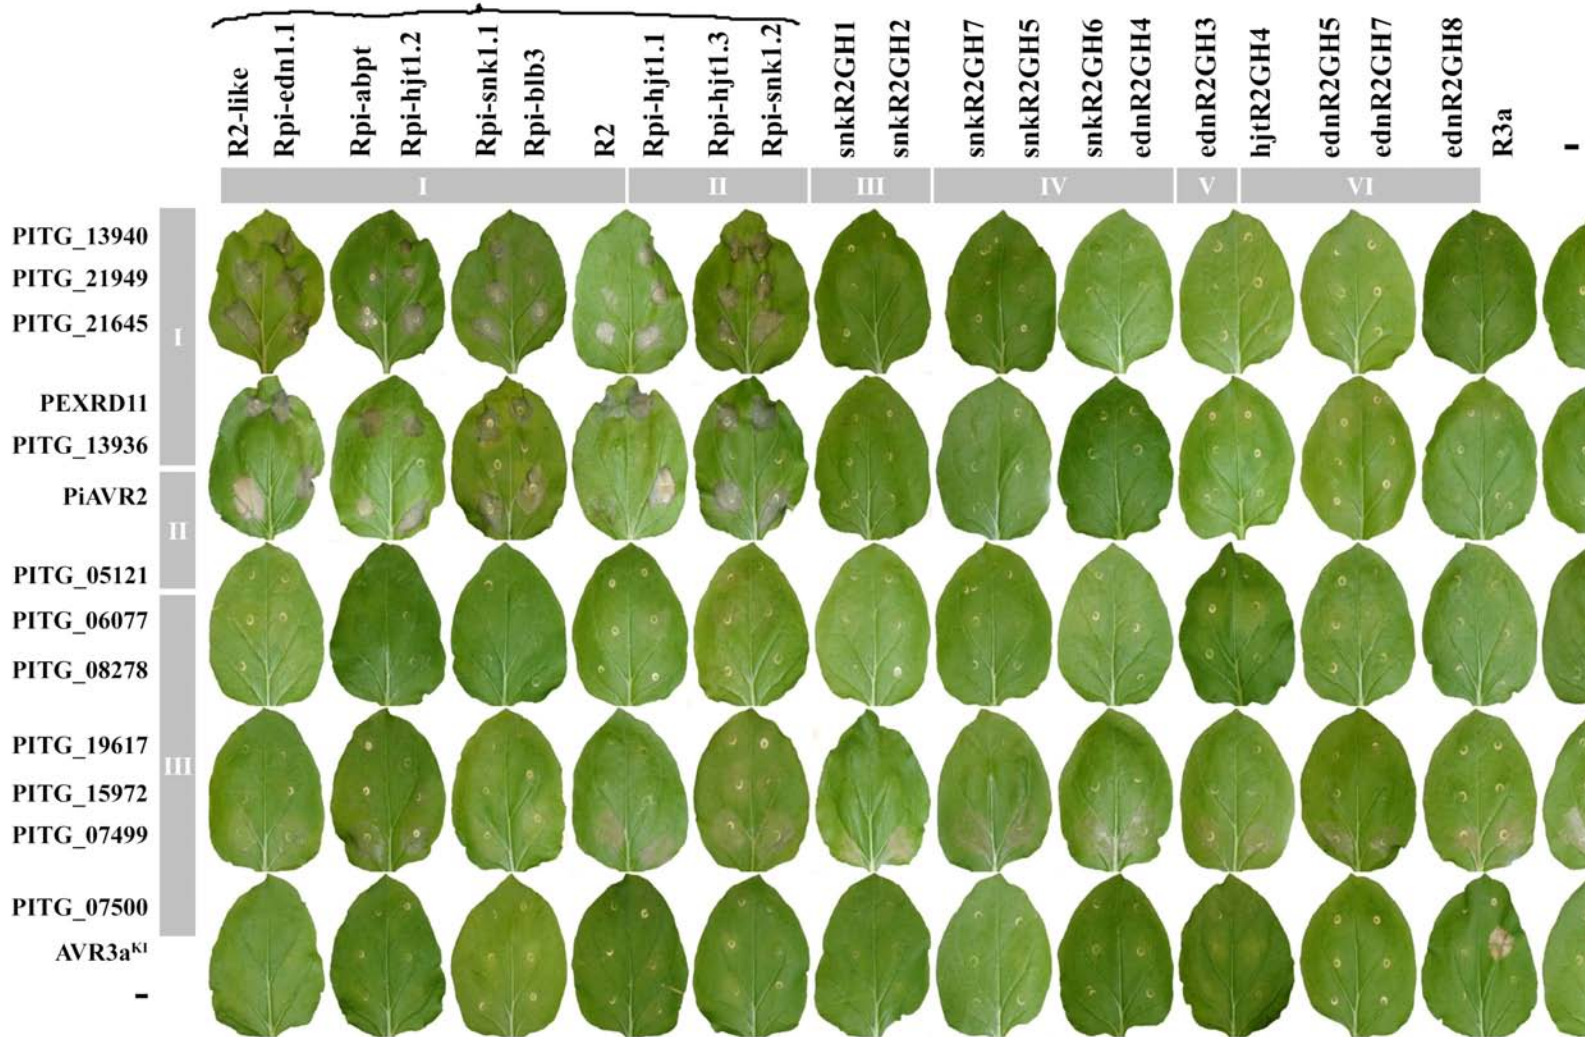 R2-like
Rpi-edn1.1
Rpi-abpt
Rpi-hjt1.2
Rpi-snk1.1
Rpi-blb3
R2
Rpi-hjt1.1
Rpi-hjt1.3
Rpi-snk1.2
snkR2GH1
snkR2GH2
snkR2GH7
snkR2GH5
snkR2GH6
ednR2GH4
ednR2GH3
hjtR2GH4
ednR2GH5
ednR2GH7
ednR2GH8
R3a
-
I II III IV V VI
PITG_13940
PITG_21949
PITG_21645
I
PEXRD11
PITG_13936
PiAVR2
II
PITG_05121
PITG_06077
PITG_08278
PITG_19617
III
PITG_15972
PITG_07499
PITG_07500
AVR3aᴷᴵ
-